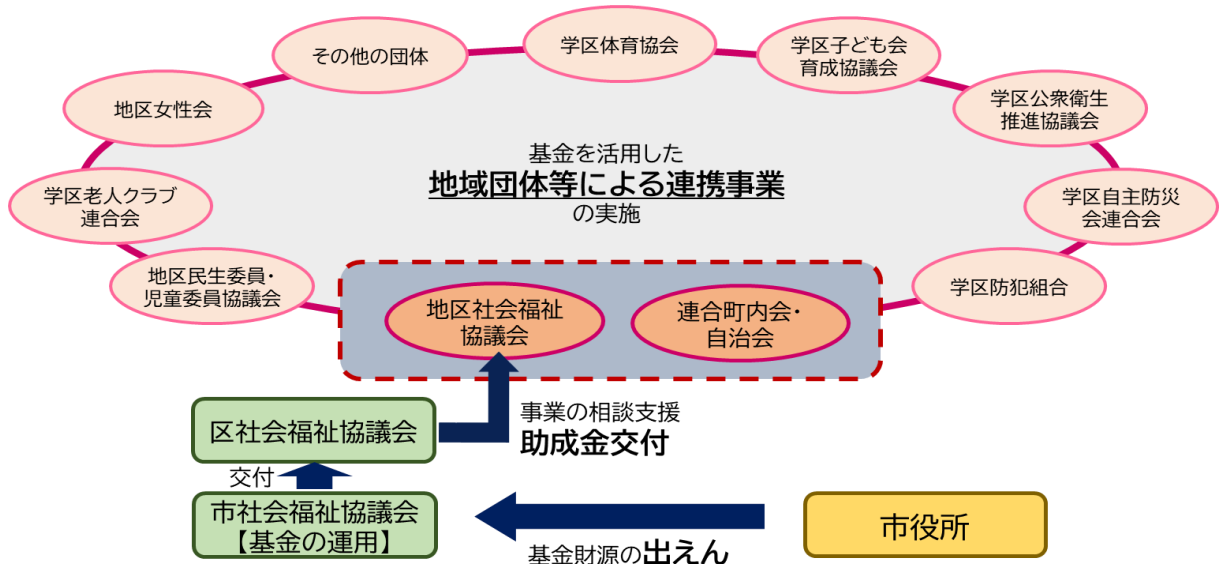 学区体育協会
その他の団体
学区子ども会
育成協議会
地区女性会
学区公衆衛生
推進協議会
基金を活用した
地域団体等による連携事業
の実施
学区老人クラブ
連合会
学区自主防災
会連合会
地区民生委員・
児童委員協議会
学区防犯組合
地区社会福祉
協議会
連合町内会・
自治会
区社会福祉協議会
事業の相談支援
助成金交付
交付
市社会福祉協議会
【基金の運用】
市役所
基金財源の出えん